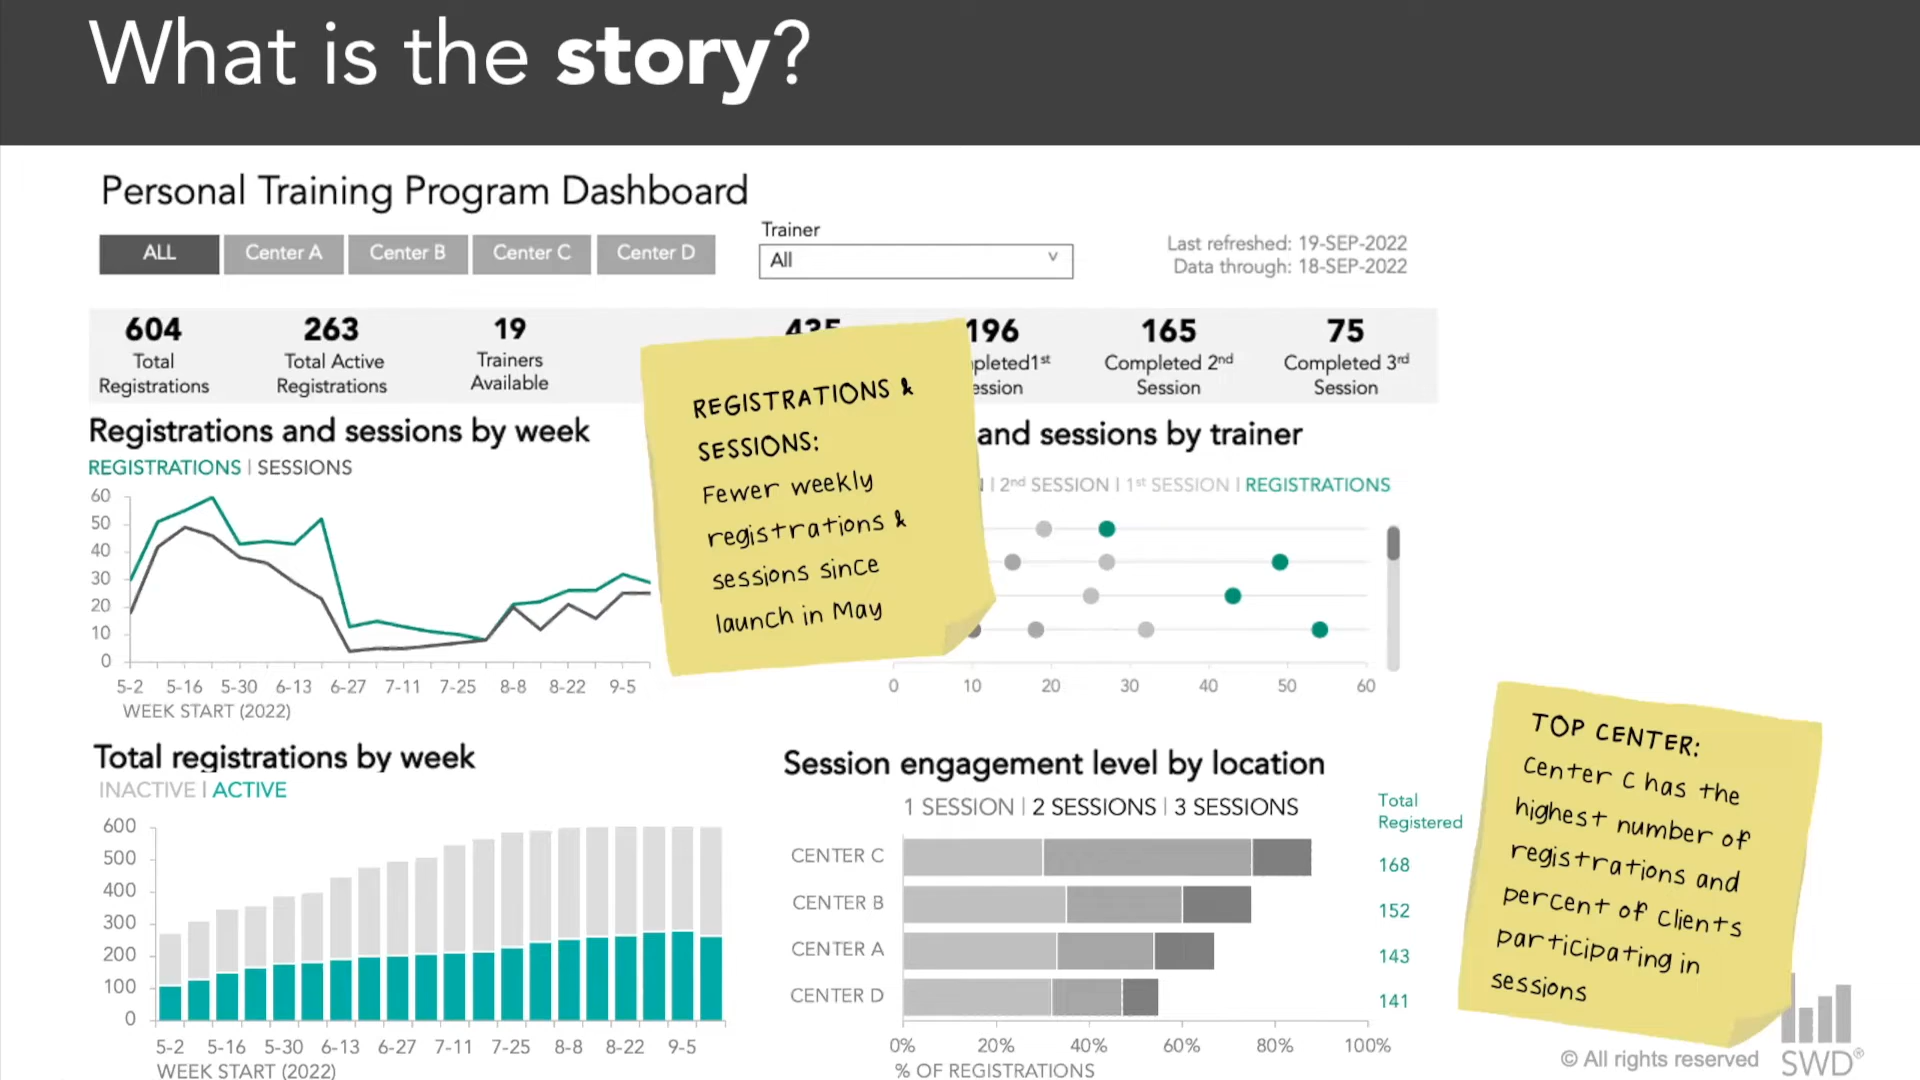 What is the story?
Personal Training Program Dashboard
ALL
Center A
Center B
Center C
Center D
Trainer
All
Last refreshed: 19-SEP-2022
Data through: 18-SEP-2022
604
Total
Registrations
263
Total Active
Registrations
19
Trainers
Available
435
196
pleted1st
ession
165
Completed 2nd
Session
75
Completed 3rd
Session
Registrations and sessions by week
REGISTRATIONS | SESSIONS
60
50
40
30
20
10
0
5-2 5-16 5-30 6-13 6-27 7-11 7-25 8-8 8-22 9-5
WEEK START (2022)
REGISTRATIONS &
SESSIONS:
Fewer weekly
registrations &
sessions since
launch in May
and sessions by trainer
| 2nd SESSION | 1st SESSION | REGISTRATIONS
0 10 20 30 40 50 60
Total registrations by week
INACTIVE | ACTIVE
600
500
400
300
200
100
0
5-2 5-16 5-30 6-13 6-27 7-11 7-25 8-8 8-22 9-5
WEEK START (2022)
Session engagement level by location
1 SESSION | 2 SESSIONS | 3 SESSIONS
Total
Registered
CENTER C 168
CENTER B 152
CENTER A 143
CENTER D 141
0% 20% 40% 60% 80% 100%
% OF REGISTRATIONS
TOP CENTER:
Center C has the
highest number of
registrations and
percent of clients
participating in
sessions
© All rights reserved
SWD®